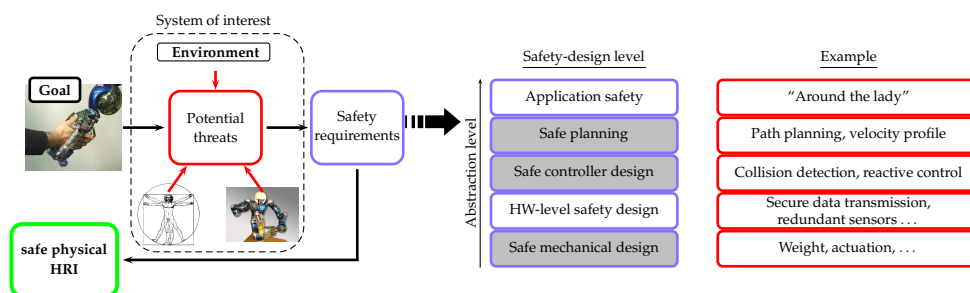 System of interest
Environment
Goal
Potential
threats
Safety
requirements
safe physical
HRI
Safety-design level
Example
Abstraction level
Application safety
“Around the lady”
Safe planning
Path planning, velocity profile
Safe controller design
Collision detection, reactive control
HW-level safety design
Secure data transmission,
redundant sensors …
Safe mechanical design
Weight, actuation, …